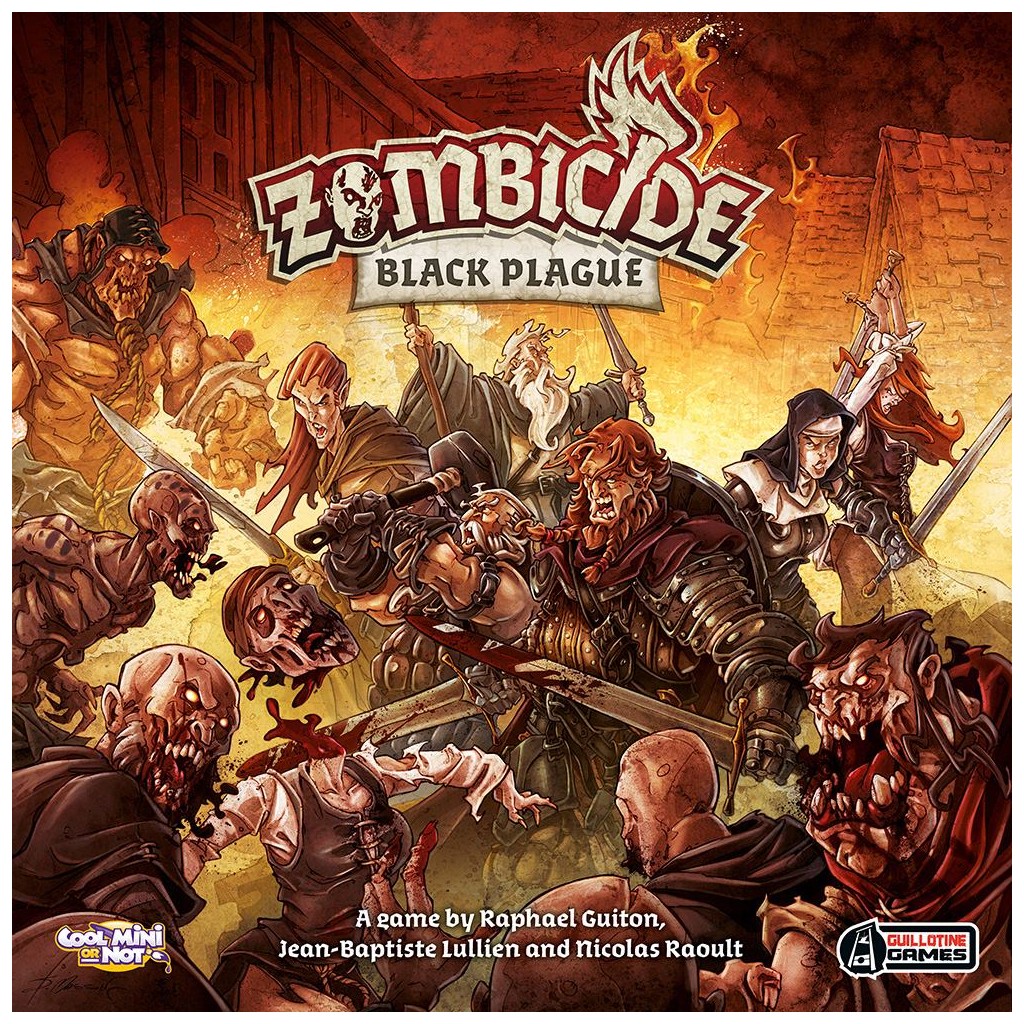 ZOMBICIDE
BLACK PLAGUE
A game by Raphael Guiton,
Jean-Baptiste Lullien and Nicolas Raoult
COOL MINI
OR NOT
GUILLOTINE
GAMES